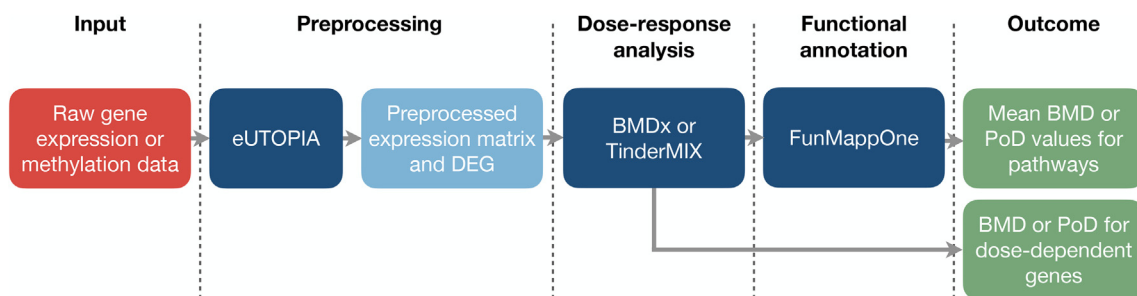 Input
Preprocessing
Dose-response
analysis
Functional
annotation
Outcome
Raw gene
expression or
methylation data
eUTOPIA
Preprocessed
expression matrix
and DEG
BMDx or
TinderMIX
FunMappOne
Mean BMD or
PoD values for
pathways
BMD or PoD for
dose-dependent
genes